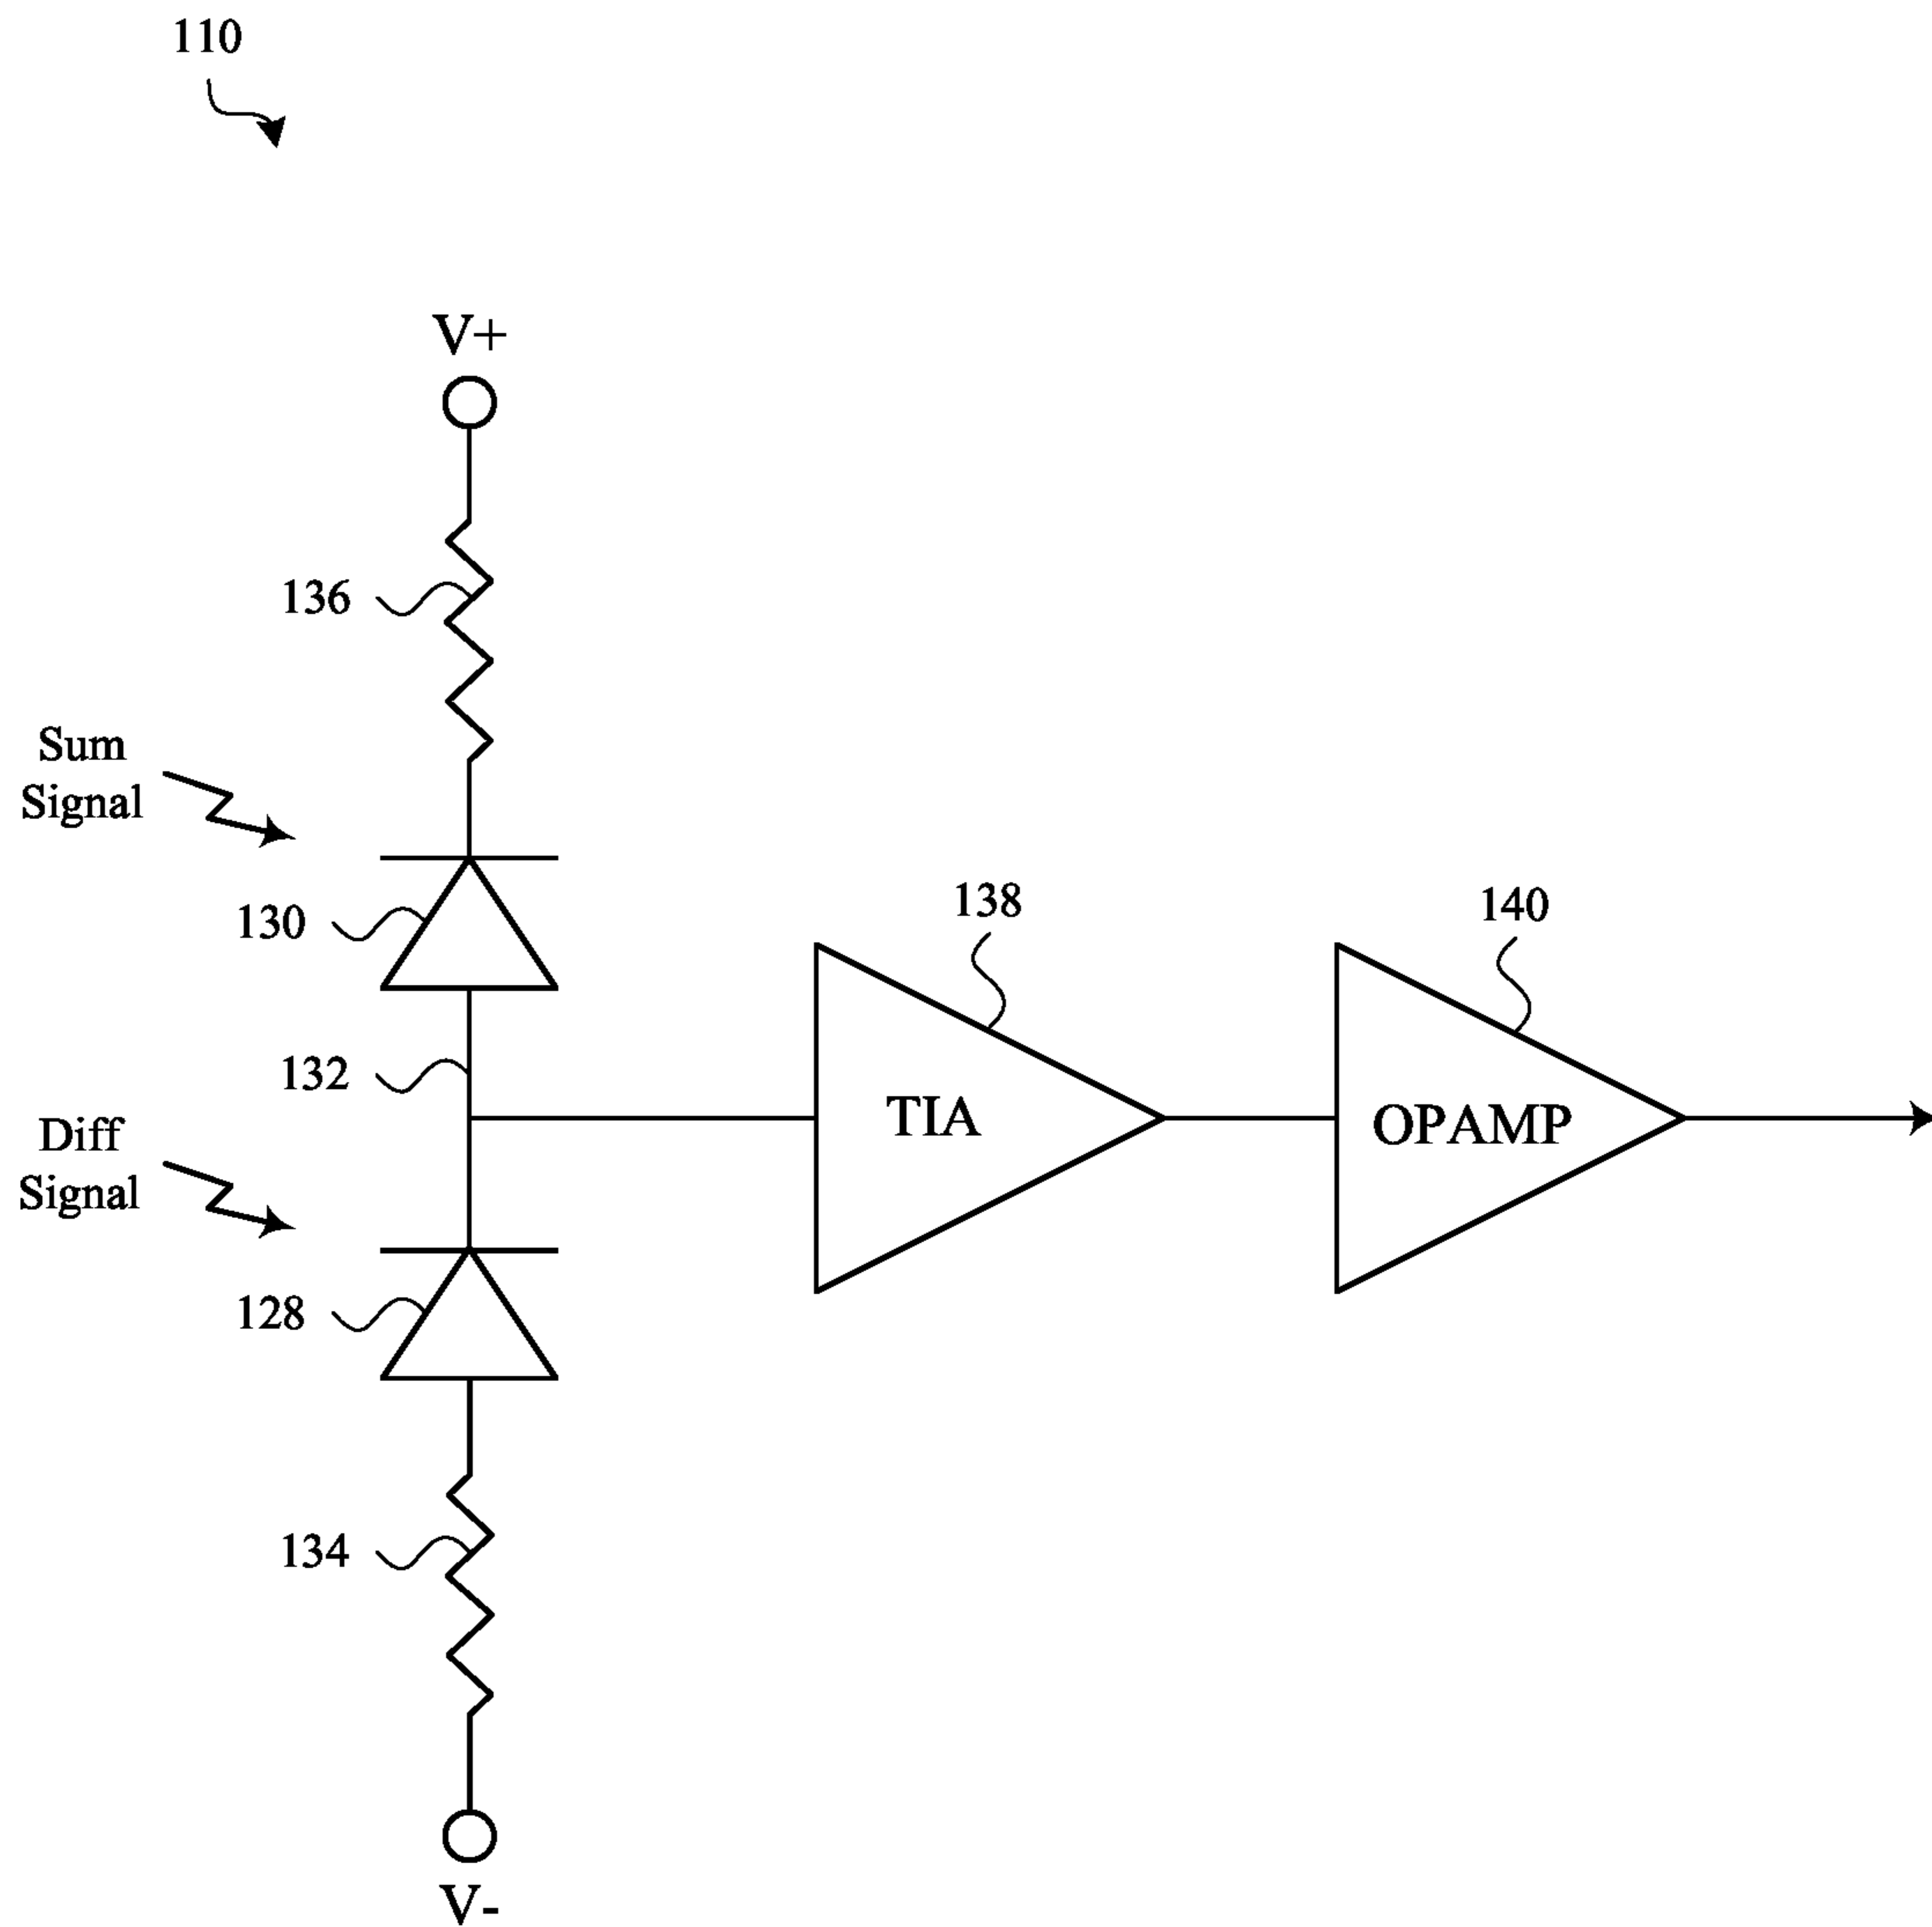 110
V+
136
Sum
Signal
130
138
140
132
TIA
OPAMP
Diff
Signal
128
134
V-